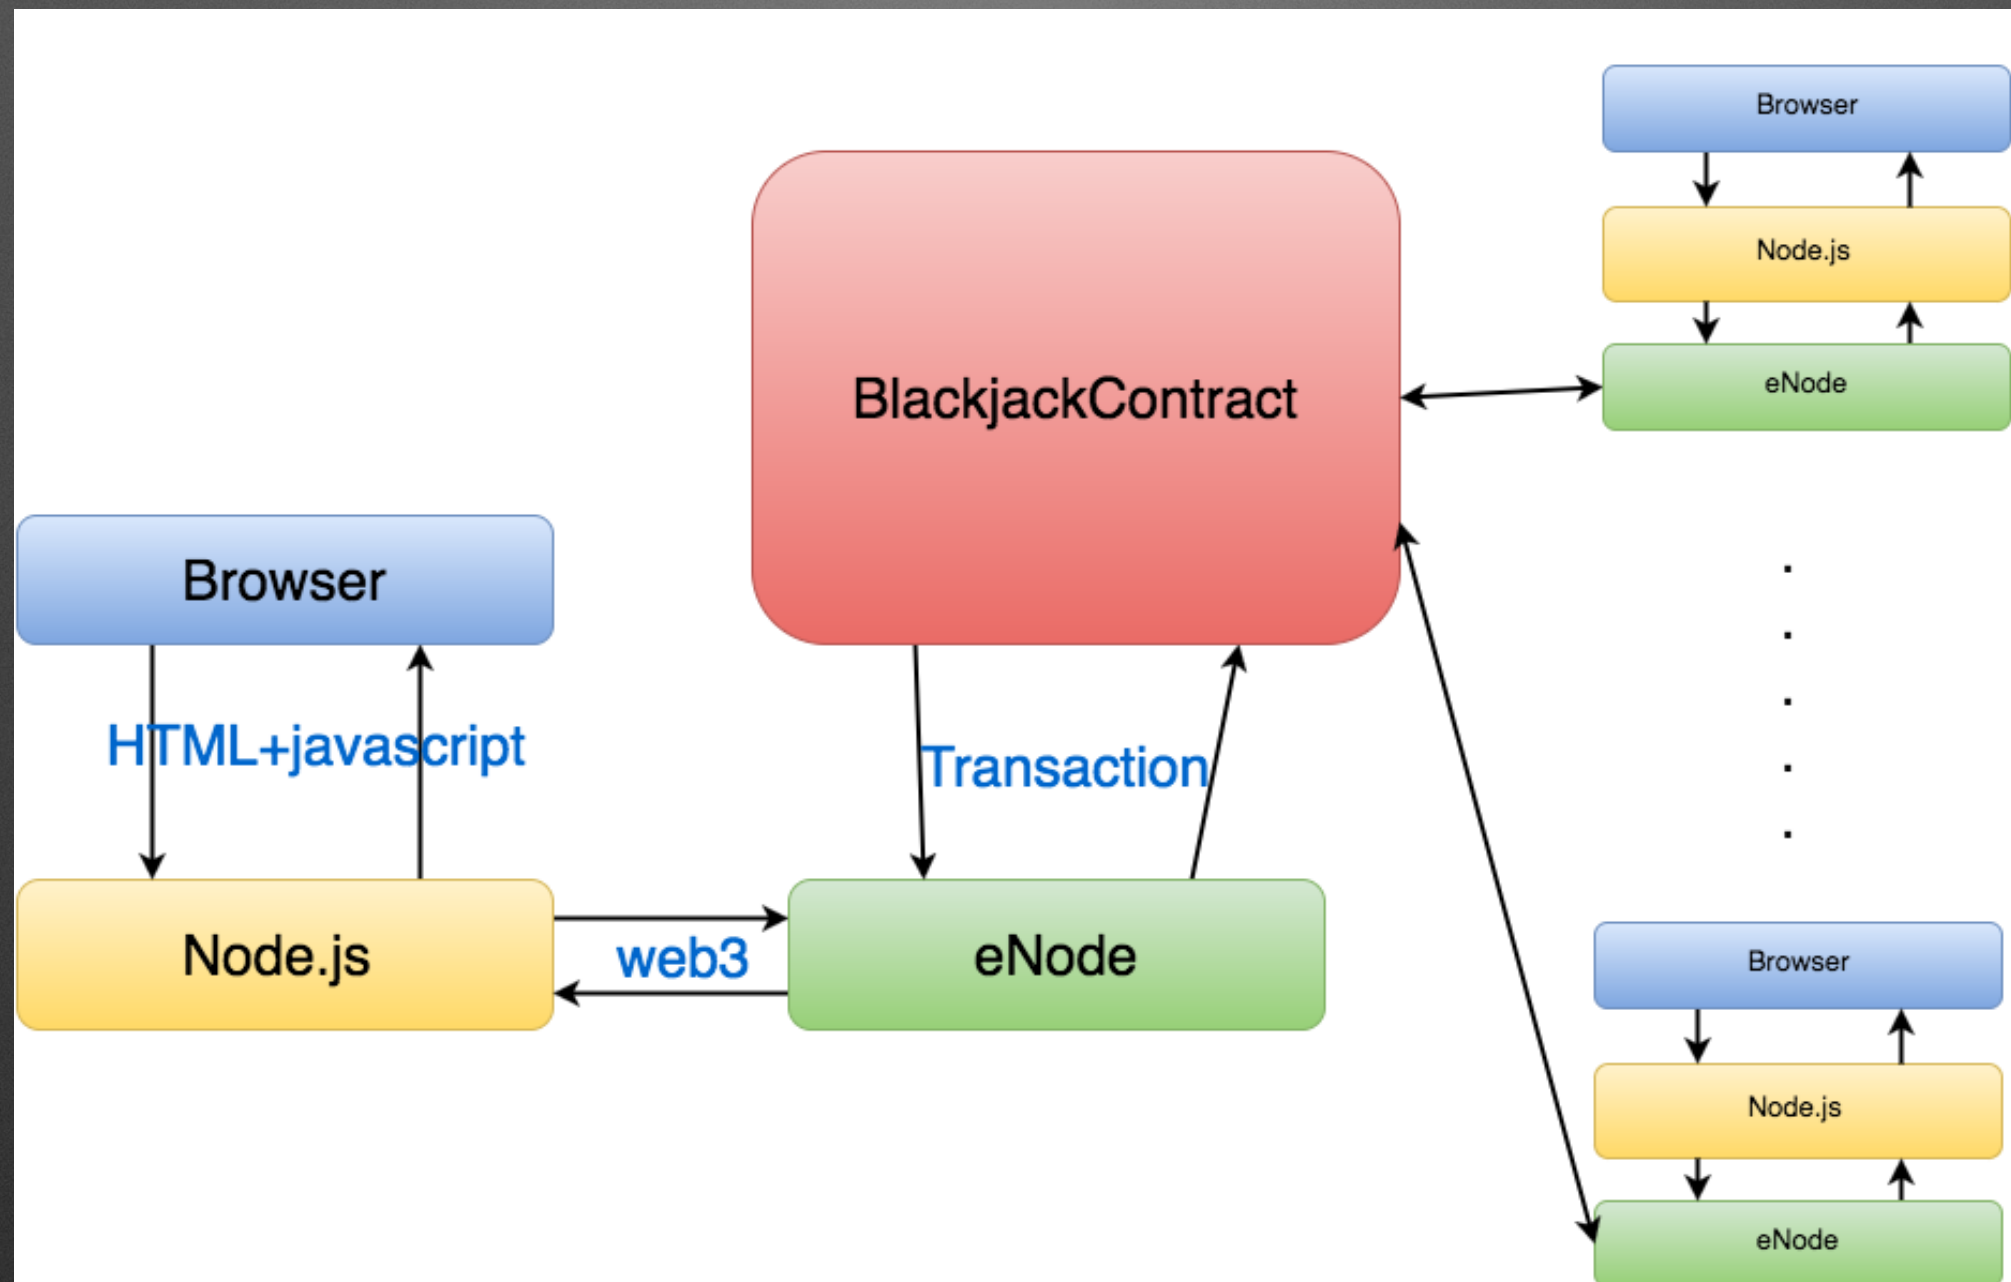 Browser
Node.js
eNode
BlackjackContract
Browser
HTML+javascript
Transaction
Node.js
web3
eNode
Browser
Node.js
eNode